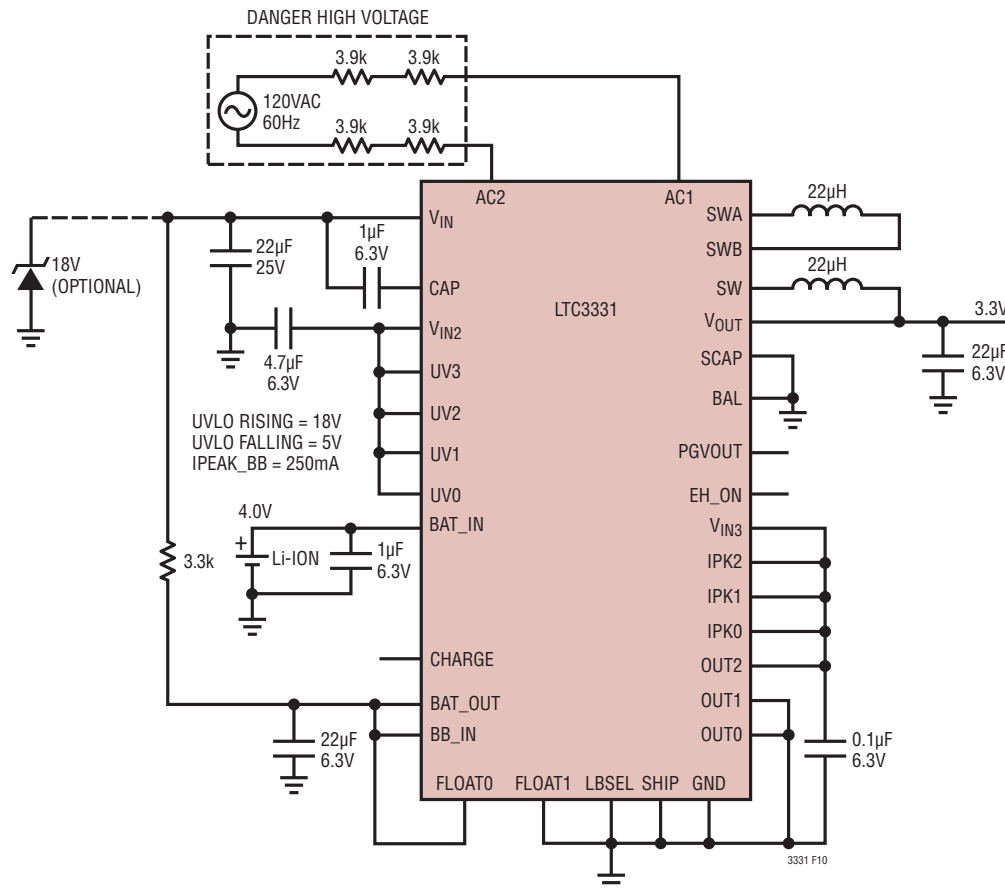 DANGER HIGH VOLTAGE
3.9k 3.9k
120VAC
60Hz
3.9k 3.9k
AC2 AC1
VIN
18V
(OPTIONAL)
22µF
25V
1µF
6.3V
CAP
VIN2
4.7µF
6.3V
UV3
UV2
UV1
UV0
UVLO RISING = 18V
UVLO FALLING = 5V
IPEAK_BB = 250mA
4.0V
BAT_IN
+
Li-ION
1µF
6.3V
3.3k
CHARGE
BAT_OUT
BB_IN
22µF
6.3V
FLOAT0 FLOAT1 LBSEL SHIP GND
LTC3331
SWA
22µH
SWB
SW
22µH
VOUT
3.3V
22µF
6.3V
SCAP
BAL
PGVOUT
EH_ON
VIN3
IPK2
IPK1
IPK0
OUT2
OUT1
OUT0
0.1µF
6.3V
3331 F10